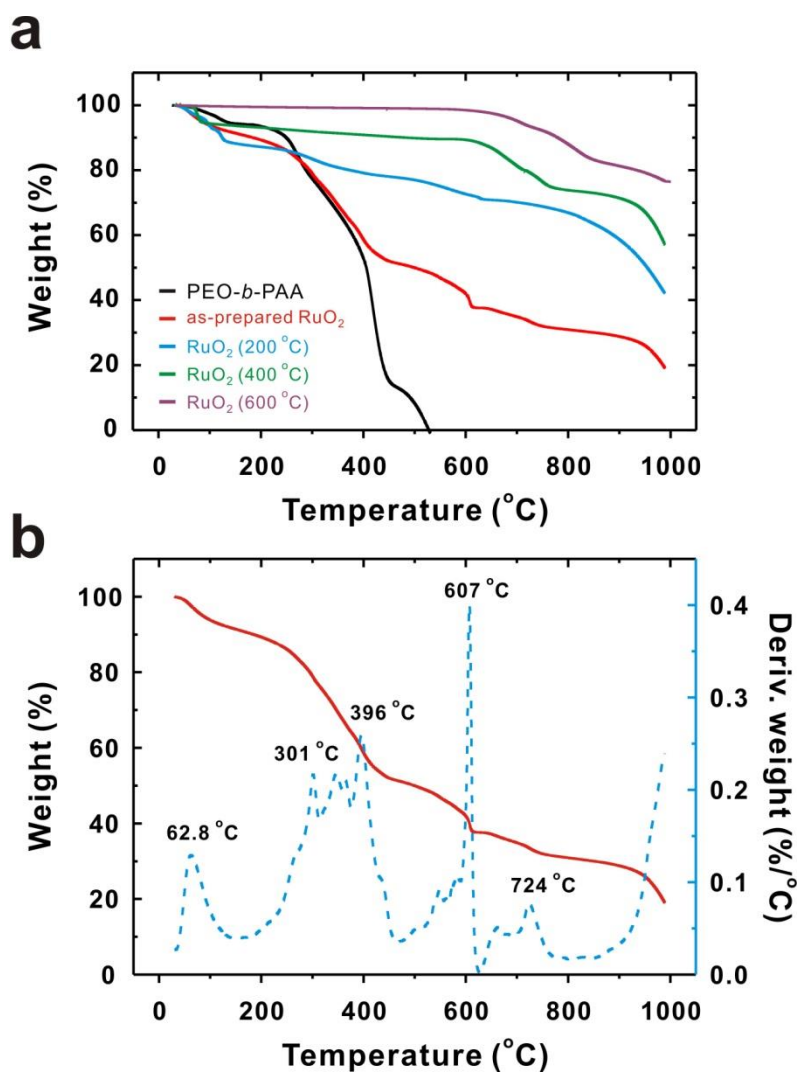 a
100
80
60
40
20
0
Weight (%)
PEO-b-PAA
as-prepared RuO₂
RuO₂ (200 °C)
RuO₂ (400 °C)
RuO₂ (600 °C)
0 200 400 600 800 1000
Temperature (°C)
b
100
80
60
40
20
0
Weight (%)
62.8 °C
301 °C
396 °C
607 °C
724 °C
0.4
0.3
0.2
0.1
0.0
Deriv. weight (%/°C)
0 200 400 600 800 1000
Temperature (°C)